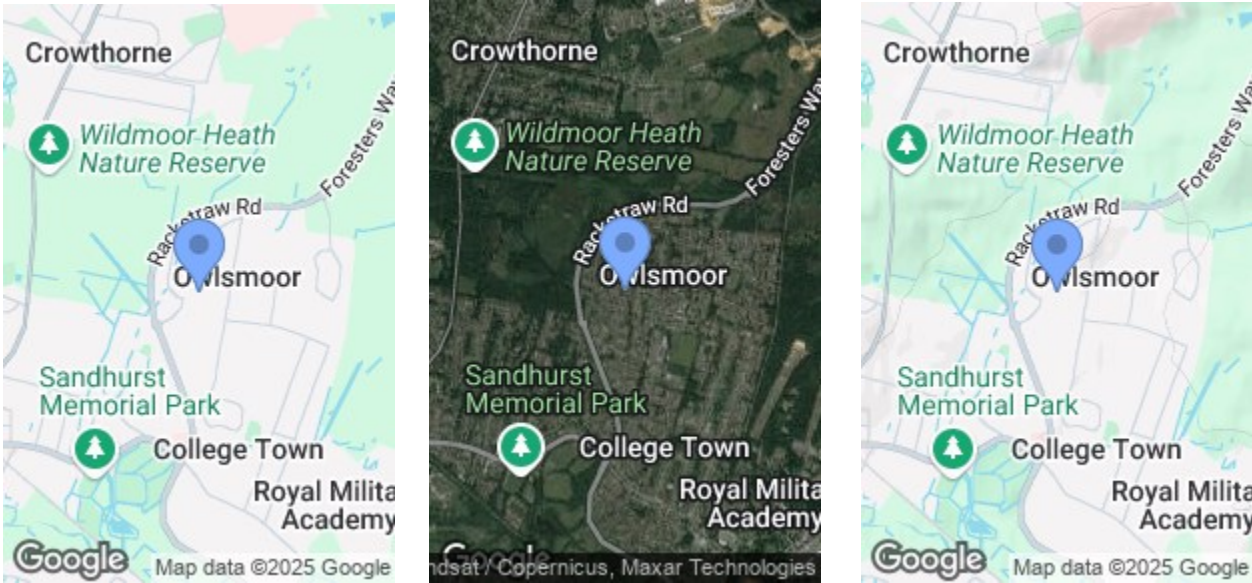 Crowthorne
Wildmoor Heath
Nature Reserve
Foresters Wa
Racketraw Rd
Owlsmoor
Sandhurst
Memorial Park
College Town
Royal Milita
Academy
Google
Map data ©2025 Google
Crowthorne
Wildmoor Heath
Nature Reserve
Foresters Wa
Racketraw Rd
Owlsmoor
Sandhurst
Memorial Park
College Town
Royal Milita
Academy
Google
ndsat / Copernicus, Maxar Technologies
Crowthorne
Wildmoor Heath
Nature Reserve
Foresters Wa
Racketraw Rd
Owlsmoor
Sandhurst
Memorial Park
College Town
Royal Milita
Academy
Google
Map data ©2025 Google